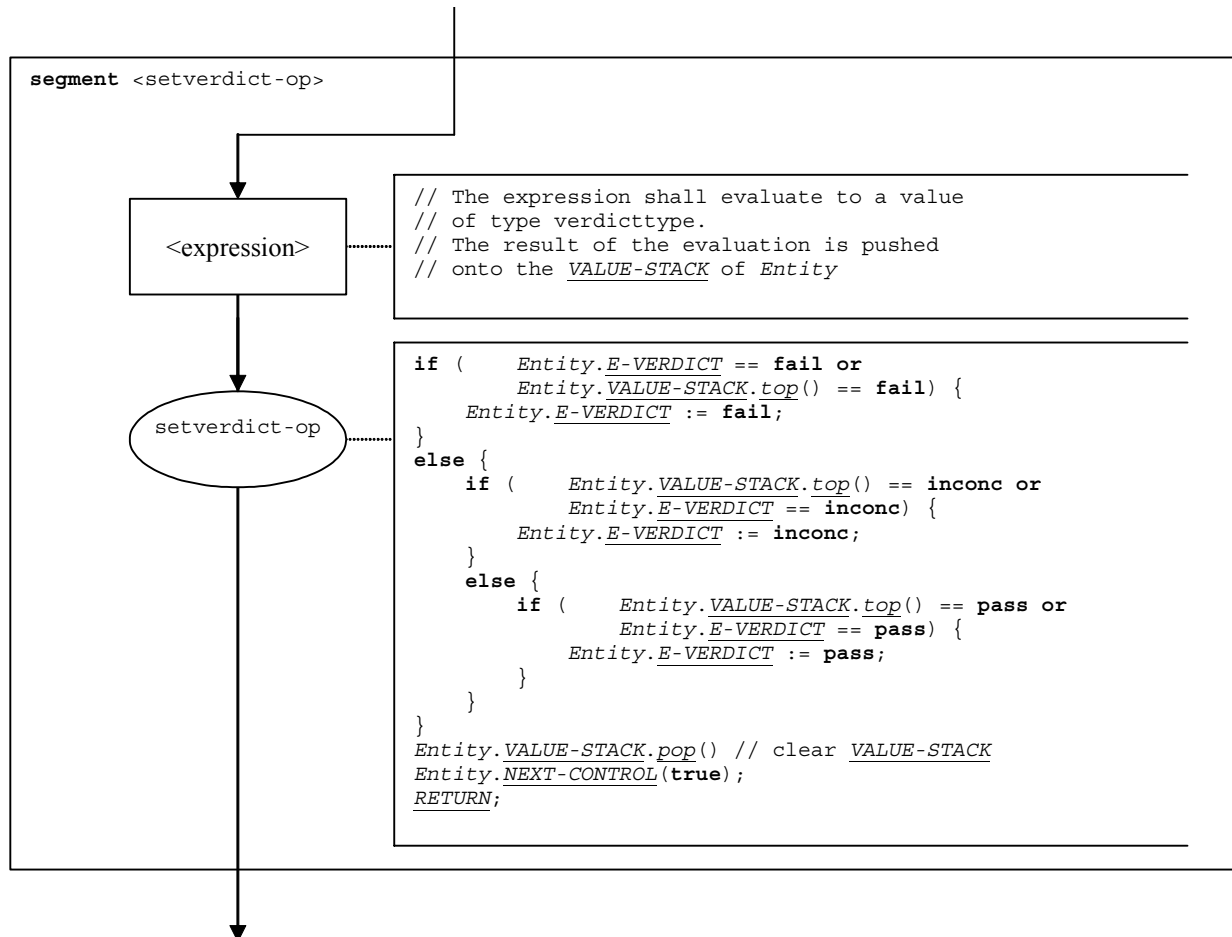 segment <setverdict-op>
<expression>
// The expression shall evaluate to a value
// of type verdicttype.
// The result of the evaluation is pushed
// onto the VALUE-STACK of Entity
setverdict-op
if ( Entity.E-VERDICT == fail or
Entity.VALUE-STACK.top() == fail) {
Entity.E-VERDICT := fail;
}
else {
if ( Entity.VALUE-STACK.top() == inconc or
Entity.E-VERDICT == inconc) {
Entity.E-VERDICT := inconc;
}
else {
if ( Entity.VALUE-STACK.top() == pass or
Entity.E-VERDICT == pass) {
Entity.E-VERDICT := pass;
}
}
}
Entity.VALUE-STACK.pop() // clear VALUE-STACK
Entity.NEXT-CONTROL(true);
RETURN;